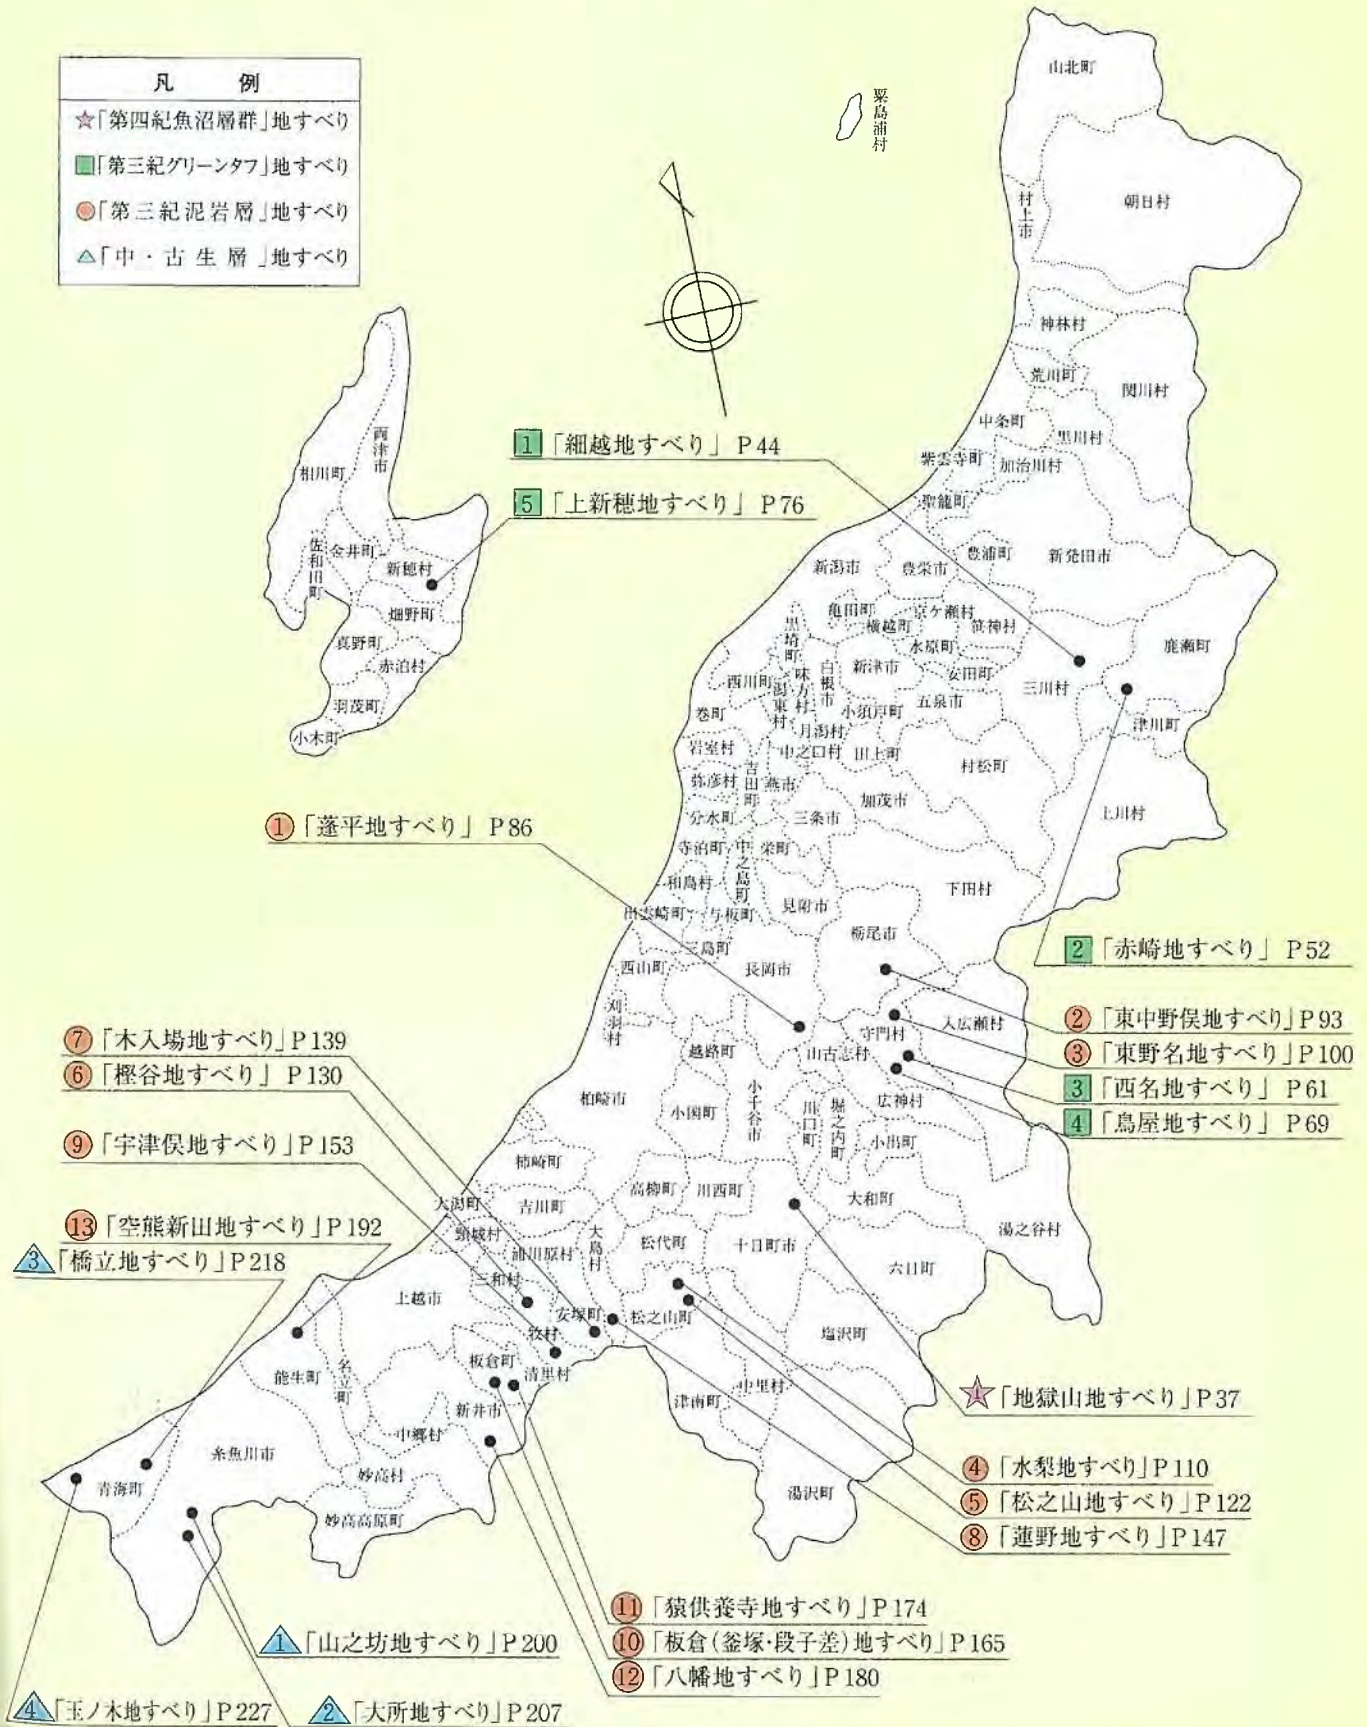 凡 例
☆「第四紀魚沼層群」地すべり
■「第三紀グリーンタフ」地すべり
●「第三紀泥岩層」地すべり
△「中・古生層」地すべり
粟島浦村
山北町
朝日村
村上市
神林村
荒川町
関川村
中条町
黒川村
紫雲寺町
加治川村
聖籠町
豊浦町
新発田市
新潟市
豊栄市
亀田町
横越町
京ケ瀬村
笹神村
水原町
黒埼町
鹿瀬町
両津市
相川町
佐和田町
金井町
新穂村
畑野町
真野町
赤泊村
羽茂町
小木町
1「細越地すべり」 P44
5「上新穂地すべり」 P76
西川町
潟東村
味方村
白根市
新津市
安田町
三川村
津川町
巻町
小須戸町
五泉市
月潟村
岩室村
中之口村
田上町
村松町
弥彦村
吉田町
燕市
加茂市
上川村
分水町
三条市
寺泊町
中之島町
栄町
下田村
和島村
出雲崎町
与板町
見附市
栃尾市
三島町
西山町
長岡市
刈羽村
守門村
入広瀬村
越路町
山古志村
①「蓬平地すべり」 P86
2「赤崎地すべり」 P52
②「東中野俣地すべり」P93
③「東野名地すべり」P100
3「西名地すべり」 P61
4「鳥屋地すべり」 P69
柏崎市
小国町
小千谷市
川口町
堀之内町
広神村
小出町
⑦「木入場地すべり」P139
⑥「樫谷地すべり」 P130
⑨「宇津俣地すべり」P153
⑬「空熊新田地すべり」P192
3「橋立地すべり」P218
柿崎町
大潟町
吉川町
高柳町
川西町
大和町
湯之谷村
頸城村
浦川原村
大島村
松代町
十日町市
六日町
三和村
上越市
安塚町
松之山町
塩沢町
牧村
板倉町
清里村
能生町
名立町
新井市
津南町
中里村
中郷村
糸魚川市
妙高村
青海町
妙高高原町
湯沢町
1「地獄山地すべり」P37
④「水梨地すべり」P110
⑤「松之山地すべり」P122
⑧「蓮野地すべり」P147
⑪「猿供養寺地すべり」P174
⑩「板倉(釜塚・段子差)地すべり」P165
⑫「八幡地すべり」P180
1「山之坊地すべり」P200
4「玉ノ木地すべり」P227
2「大所地すべり」P207